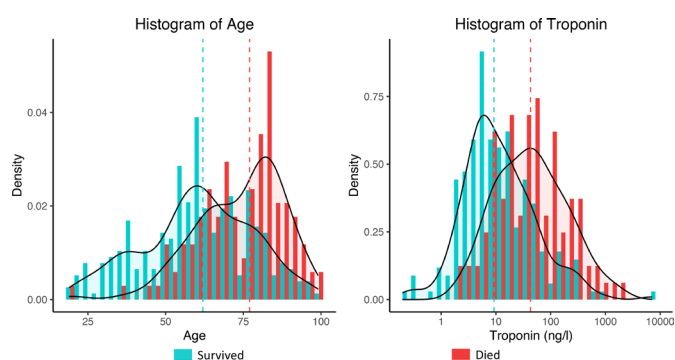 Histogram of Age
Histogram of Troponin
Density
0.04
0.02
0.00
25
50
75
100
Age
Density
0.75
0.50
0.25
0.00
1
10
100
1000
10000
Troponin (ng/l)
Survived
Died